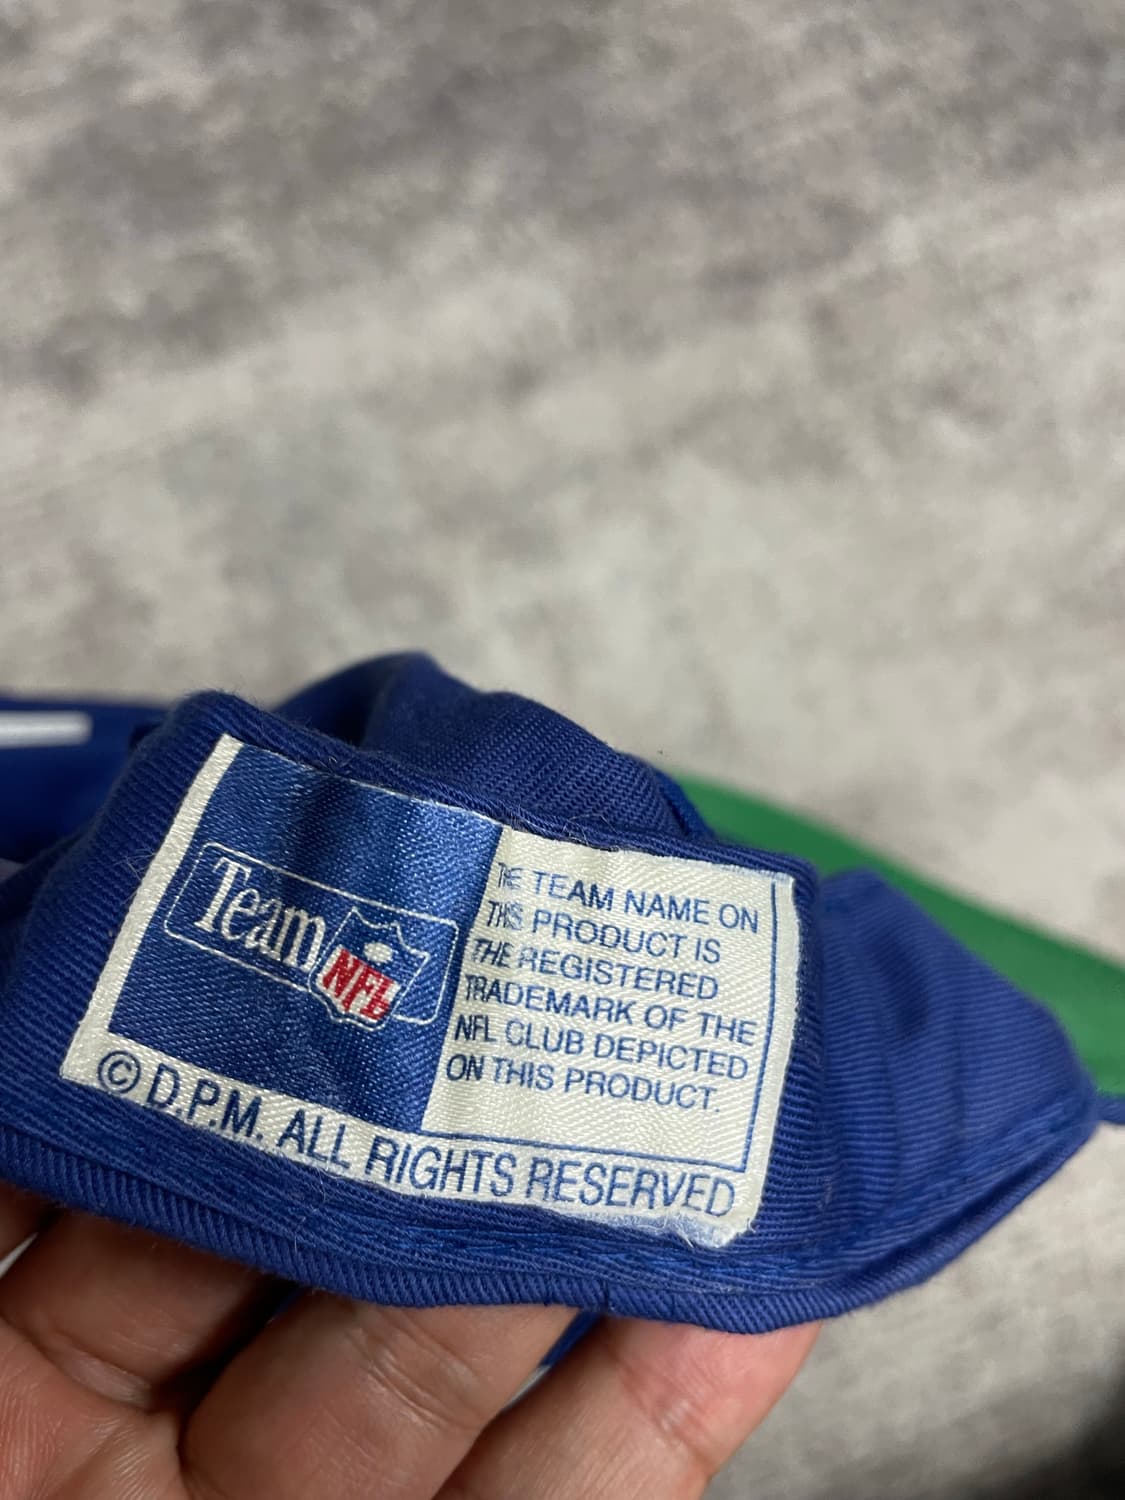 Team NFL
THE TEAM NAME ON
THIS PRODUCT IS
THE REGISTERED
TRADEMARK OF THE
NFL CLUB DEPICTED
ON THIS PRODUCT.
© D.P.M. ALL RIGHTS RESERVED